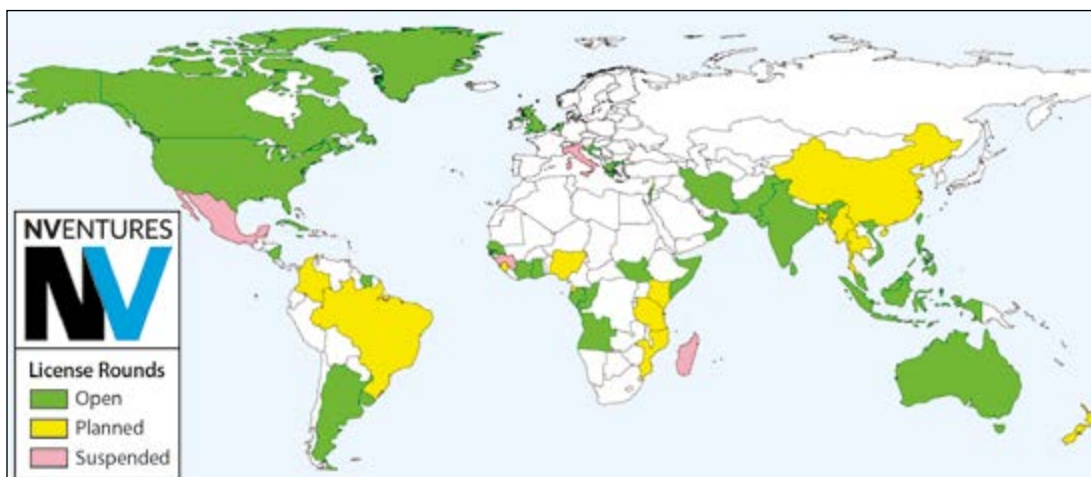 NVENTURES
NV
License Rounds
Open
Planned
Suspended